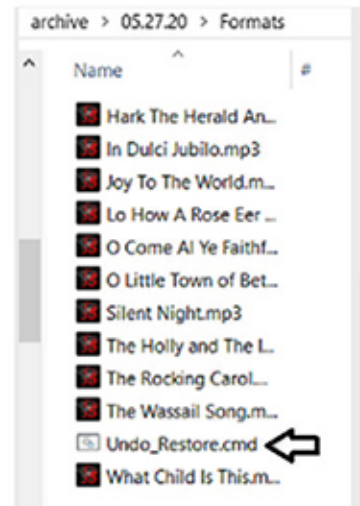 archive > 05.27.20 > Formats
Name #
Hark The Herald An...
In Dulci Jubilo.mp3
Joy To The World.m...
Lo How A Rose Eer ...
O Come Al Ye Faithf...
O Little Town of Bet...
Silent Night.mp3
The Holly and The I...
The Rocking Carol....
The Wassail Song.m...
Undo_Restore.cmd
What Child Is This.m...